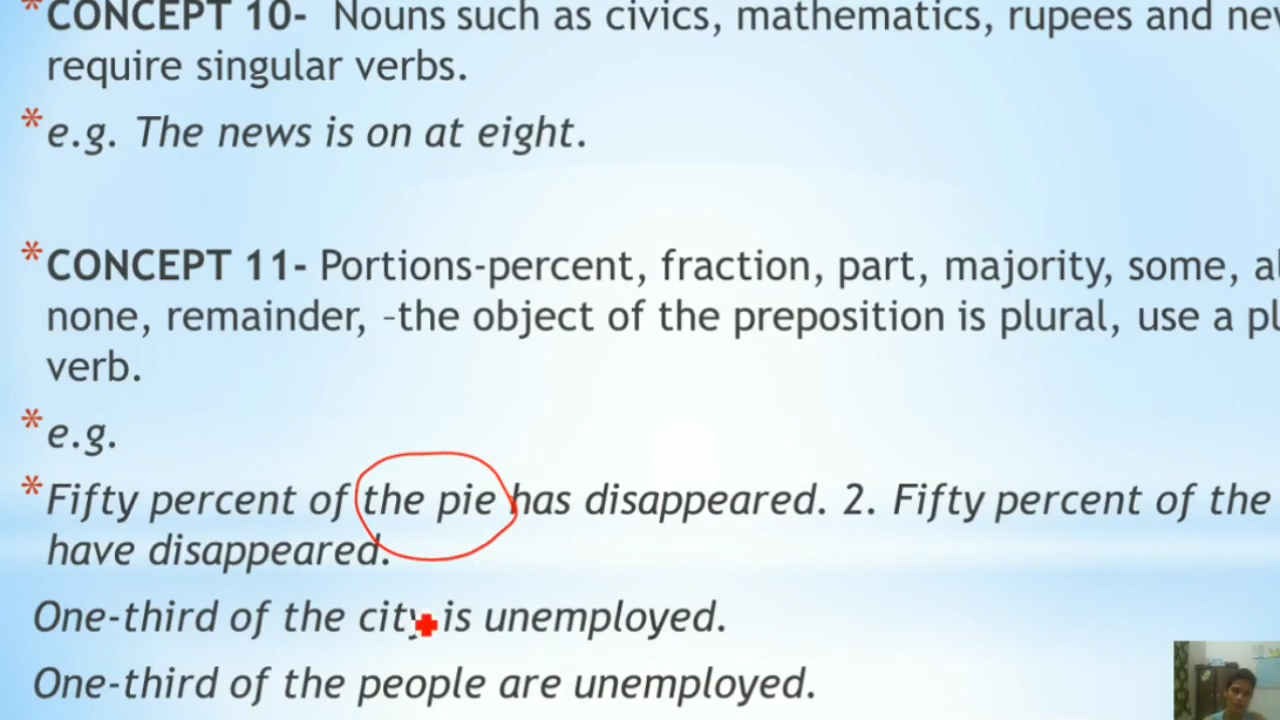 *CONCEPT 10- Nouns such as civics, mathematics, rupees and
require singular verbs.
*e.g. The news is on at eight.
*CONCEPT 11- Portions-percent, fraction, part, majority, some,
none, remainder, -the object of the preposition is plural, use a
verb.
*e.g.
*Fifty percent of the pie has disappeared. 2. Fifty percent of the
have disappeared.
One-third of the city is unemployed.
One-third of the people are unemployed.